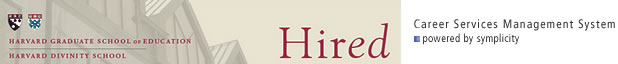 HARVARD GRADUATE SCHOOL OF EDUCATION
HARVARD DIVINITY SCHOOL
Hired
Career Services Management System
powered by symplicity